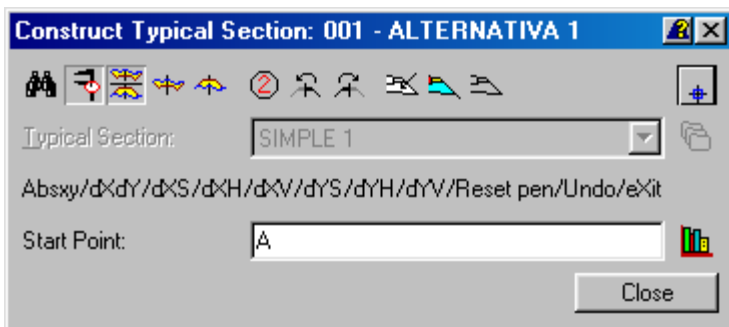 Construct Typical Section: 001 - ALTERNATIVA 1
2
Typical Section: SIMPLE 1
Absxy/dXdY/dXS/dXH/dXV/dYS/dYH/dYV/Reset pen/Undo/eXit
Start Point: A
Close